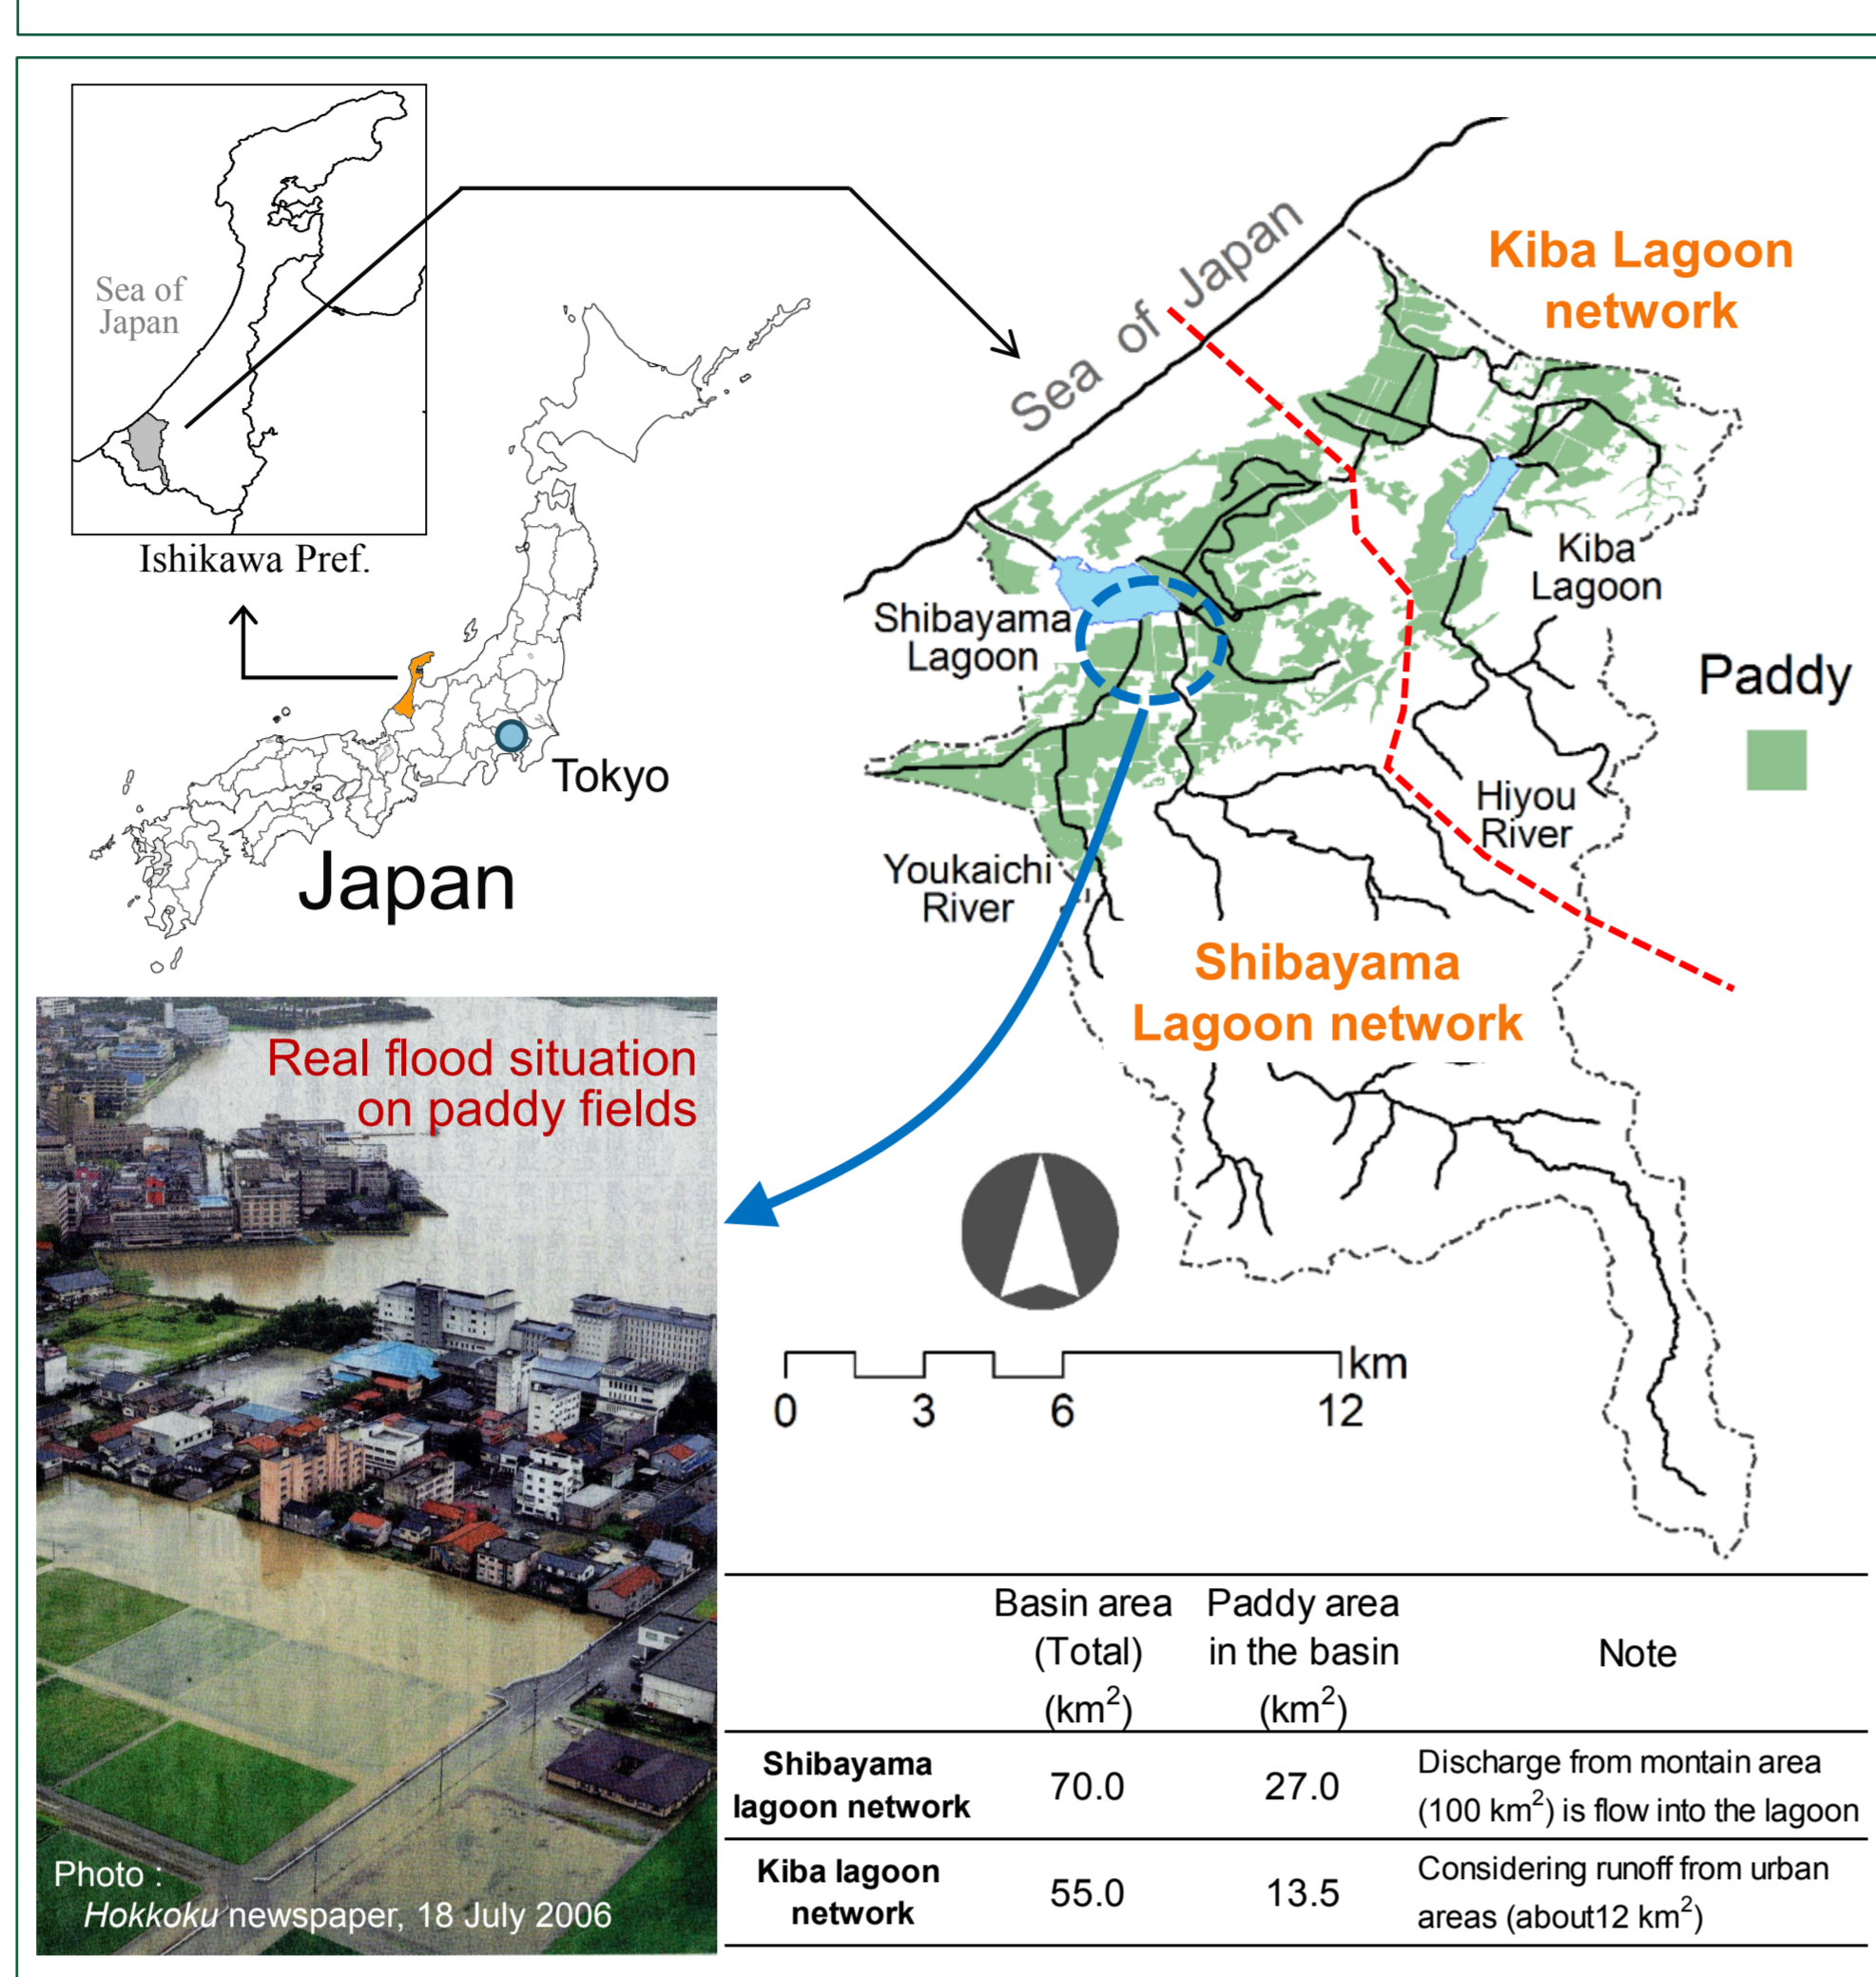 Sea of
Japan
Ishikawa Pref.
Tokyo
Japan
Sea of Japan
Kiba Lagoon
network
Kiba
Lagoon
Shibayama
Lagoon
Paddy
Hiyou
River
Youkaichi
River
Shibayama
Lagoon network
0 3 6 12 km
Real flood situation
on paddy fields
Photo :
Hokkoku newspaper, 18 July 2006
Basin area
(Total)
(km²)
Paddy area
in the basin
(km²)
Note
Shibayama
lagoon network
70.0
27.0
Discharge from montain area
(100 km²) is flow into the lagoon
Kiba lagoon
network
55.0
13.5
Considering runoff from urban
areas (about12 km²)